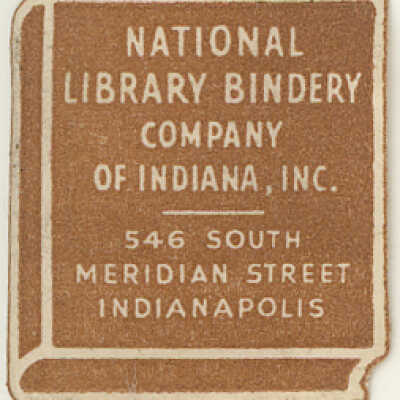 NATIONAL
LIBRARY BINDERY
COMPANY
OF INDIANA, INC.
546 SOUTH
MERIDIAN STREET
INDIANAPOLIS